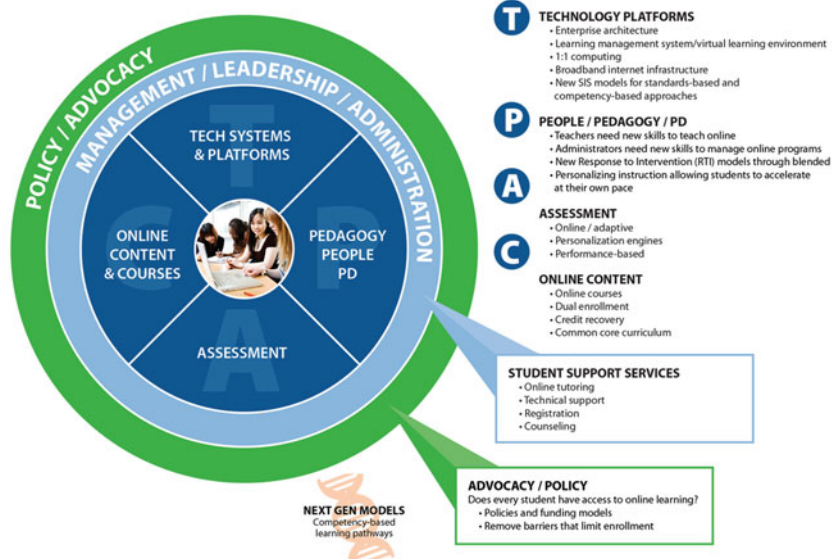 POLICY / ADVOCACY
MANAGEMENT / LEADERSHIP / ADMINISTRATION
T
TECH SYSTEMS
& PLATFORMS
C
ONLINE
CONTENT
& COURSES
P
PEDAGOGY
PEOPLE
PD
A
ASSESSMENT
T
TECHNOLOGY PLATFORMS
• Enterprise architecture
• Learning management system/virtual learning environment
• 1:1 computing
• Broadband internet infrastructure
• New SIS models for standards-based and
competency-based approaches
P
PEOPLE / PEDAGOGY / PD
• Teachers need new skills to teach online
• Administrators need new skills to manage online programs
• New Response to Intervention (RTI) models through blended
• Personalizing instruction allowing students to accelerate
at their own pace
A
ASSESSMENT
• Online / adaptive
• Personalization engines
• Performance-based
C
ONLINE CONTENT
• Online courses
• Dual enrollment
• Credit recovery
• Common core curriculum
STUDENT SUPPORT SERVICES
• Online tutoring
• Technical support
• Registration
• Counseling
ADVOCACY / POLICY
Does every student have access to online learning?
• Policies and funding models
• Remove barriers that limit enrollment
NEXT GEN MODELS
Competency-based
learning pathways